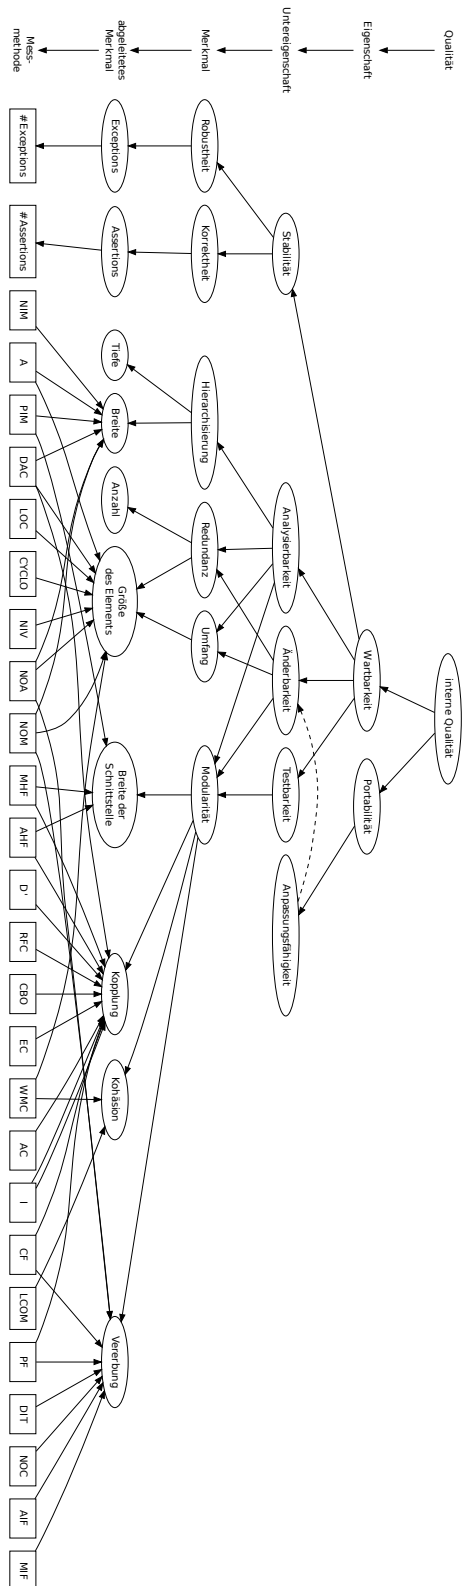 Qualität
Eigenschaft
Untereigenschaft
Merkmal
abgeleitetes
Merkmal
Mess-
methode
interne Qualität
Wartbarkeit
Portabilität
Stabilität
Analysierbarkeit
Änderbarkeit
Testbarkeit
Anpassungsfähigkeit
Robustheit
Korrektheit
Hierarchisierung
Redundanz
Umfang
Modularität
Exceptions
Assertions
Tiefe
Breite
Anzahl
Größe
des Elements
Breite der
Schnittstelle
Kopplung
Kohäsion
Vererbung
#Exceptions
#Assertions
NIM
A
PIM
DAC
LOC
CYCLO
NIV
NOA
NOM
MHF
AHF
D'
RFC
CBO
EC
WMC
AC
I
CF
LCOM
PF
DIT
NOC
AIF
MIF